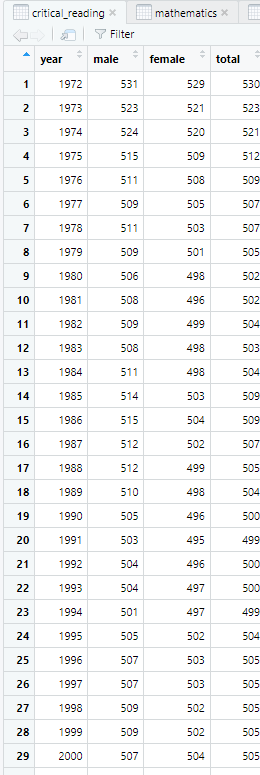 critical_reading mathematics
Filter
year male female total
1 1972 531 529 530
2 1973 523 521 523
3 1974 524 520 521
4 1975 515 509 512
5 1976 511 508 509
6 1977 509 505 507
7 1978 511 503 507
8 1979 509 501 505
9 1980 506 498 502
10 1981 508 496 502
11 1982 509 499 504
12 1983 508 498 503
13 1984 511 498 504
14 1985 514 503 509
15 1986 515 504 509
16 1987 512 502 507
17 1988 512 499 505
18 1989 510 498 504
19 1990 505 496 500
20 1991 503 495 499
21 1992 504 496 500
22 1993 504 497 500
23 1994 501 497 499
24 1995 505 502 504
25 1996 507 503 505
26 1997 507 503 505
27 1998 509 502 505
28 1999 509 502 505
29 2000 507 504 505